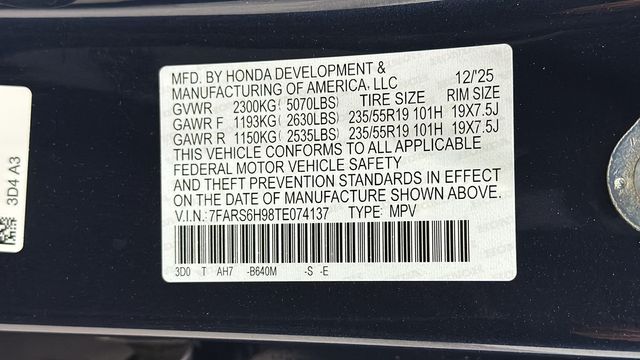 MFD. BY HONDA DEVELOPMENT &
MANUFACTURING OF AMERICA, LLC 12/'25
GVWR 2300KG( 5070LBS) TIRE SIZE RIM SIZE
GAWR F 1193KG( 2630LBS) 235/55R19 101H 19X7.5J
GAWR R 1150KG( 2535LBS) 235/55R19 101H 19X7.5J
THIS VEHICLE CONFORMS TO ALL APPLICABLE
FEDERAL MOTOR VEHICLE SAFETY
AND THEFT PREVENTION STANDARDS IN EFFECT
ON THE DATE OF MANUFACTURE SHOWN ABOVE.
V.I.N.:7FARS6H98TE074137 TYPE: MPV
3D0 T AH7 -B640M -S -E
3D4 A3